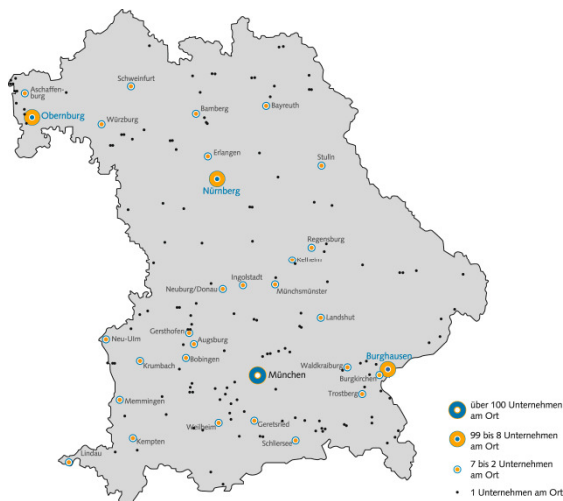 Schweinfurt
Aschaffen-
burg
Obernburg
Würzburg
Bamberg
Bayreuth
Erlangen
Stulln
Nürnberg
Regensburg
Kelheim
Ingolstadt
Neuburg/Donau
Münchsmünster
Landshut
Gersthofen
Neu-Ulm
Augsburg
Burghausen
Bobingen
Krumbach
Waldkraiburg
München
Burgkirchen
Trostberg
Memmingen
Weilheim
Geretsried
Kempten
Schliersee
Lindau
über 100 Unternehmen
am Ort
99 bis 8 Unternehmen
am Ort
7 bis 2 Unternehmen
am Ort
1 Unternehmen am Ort